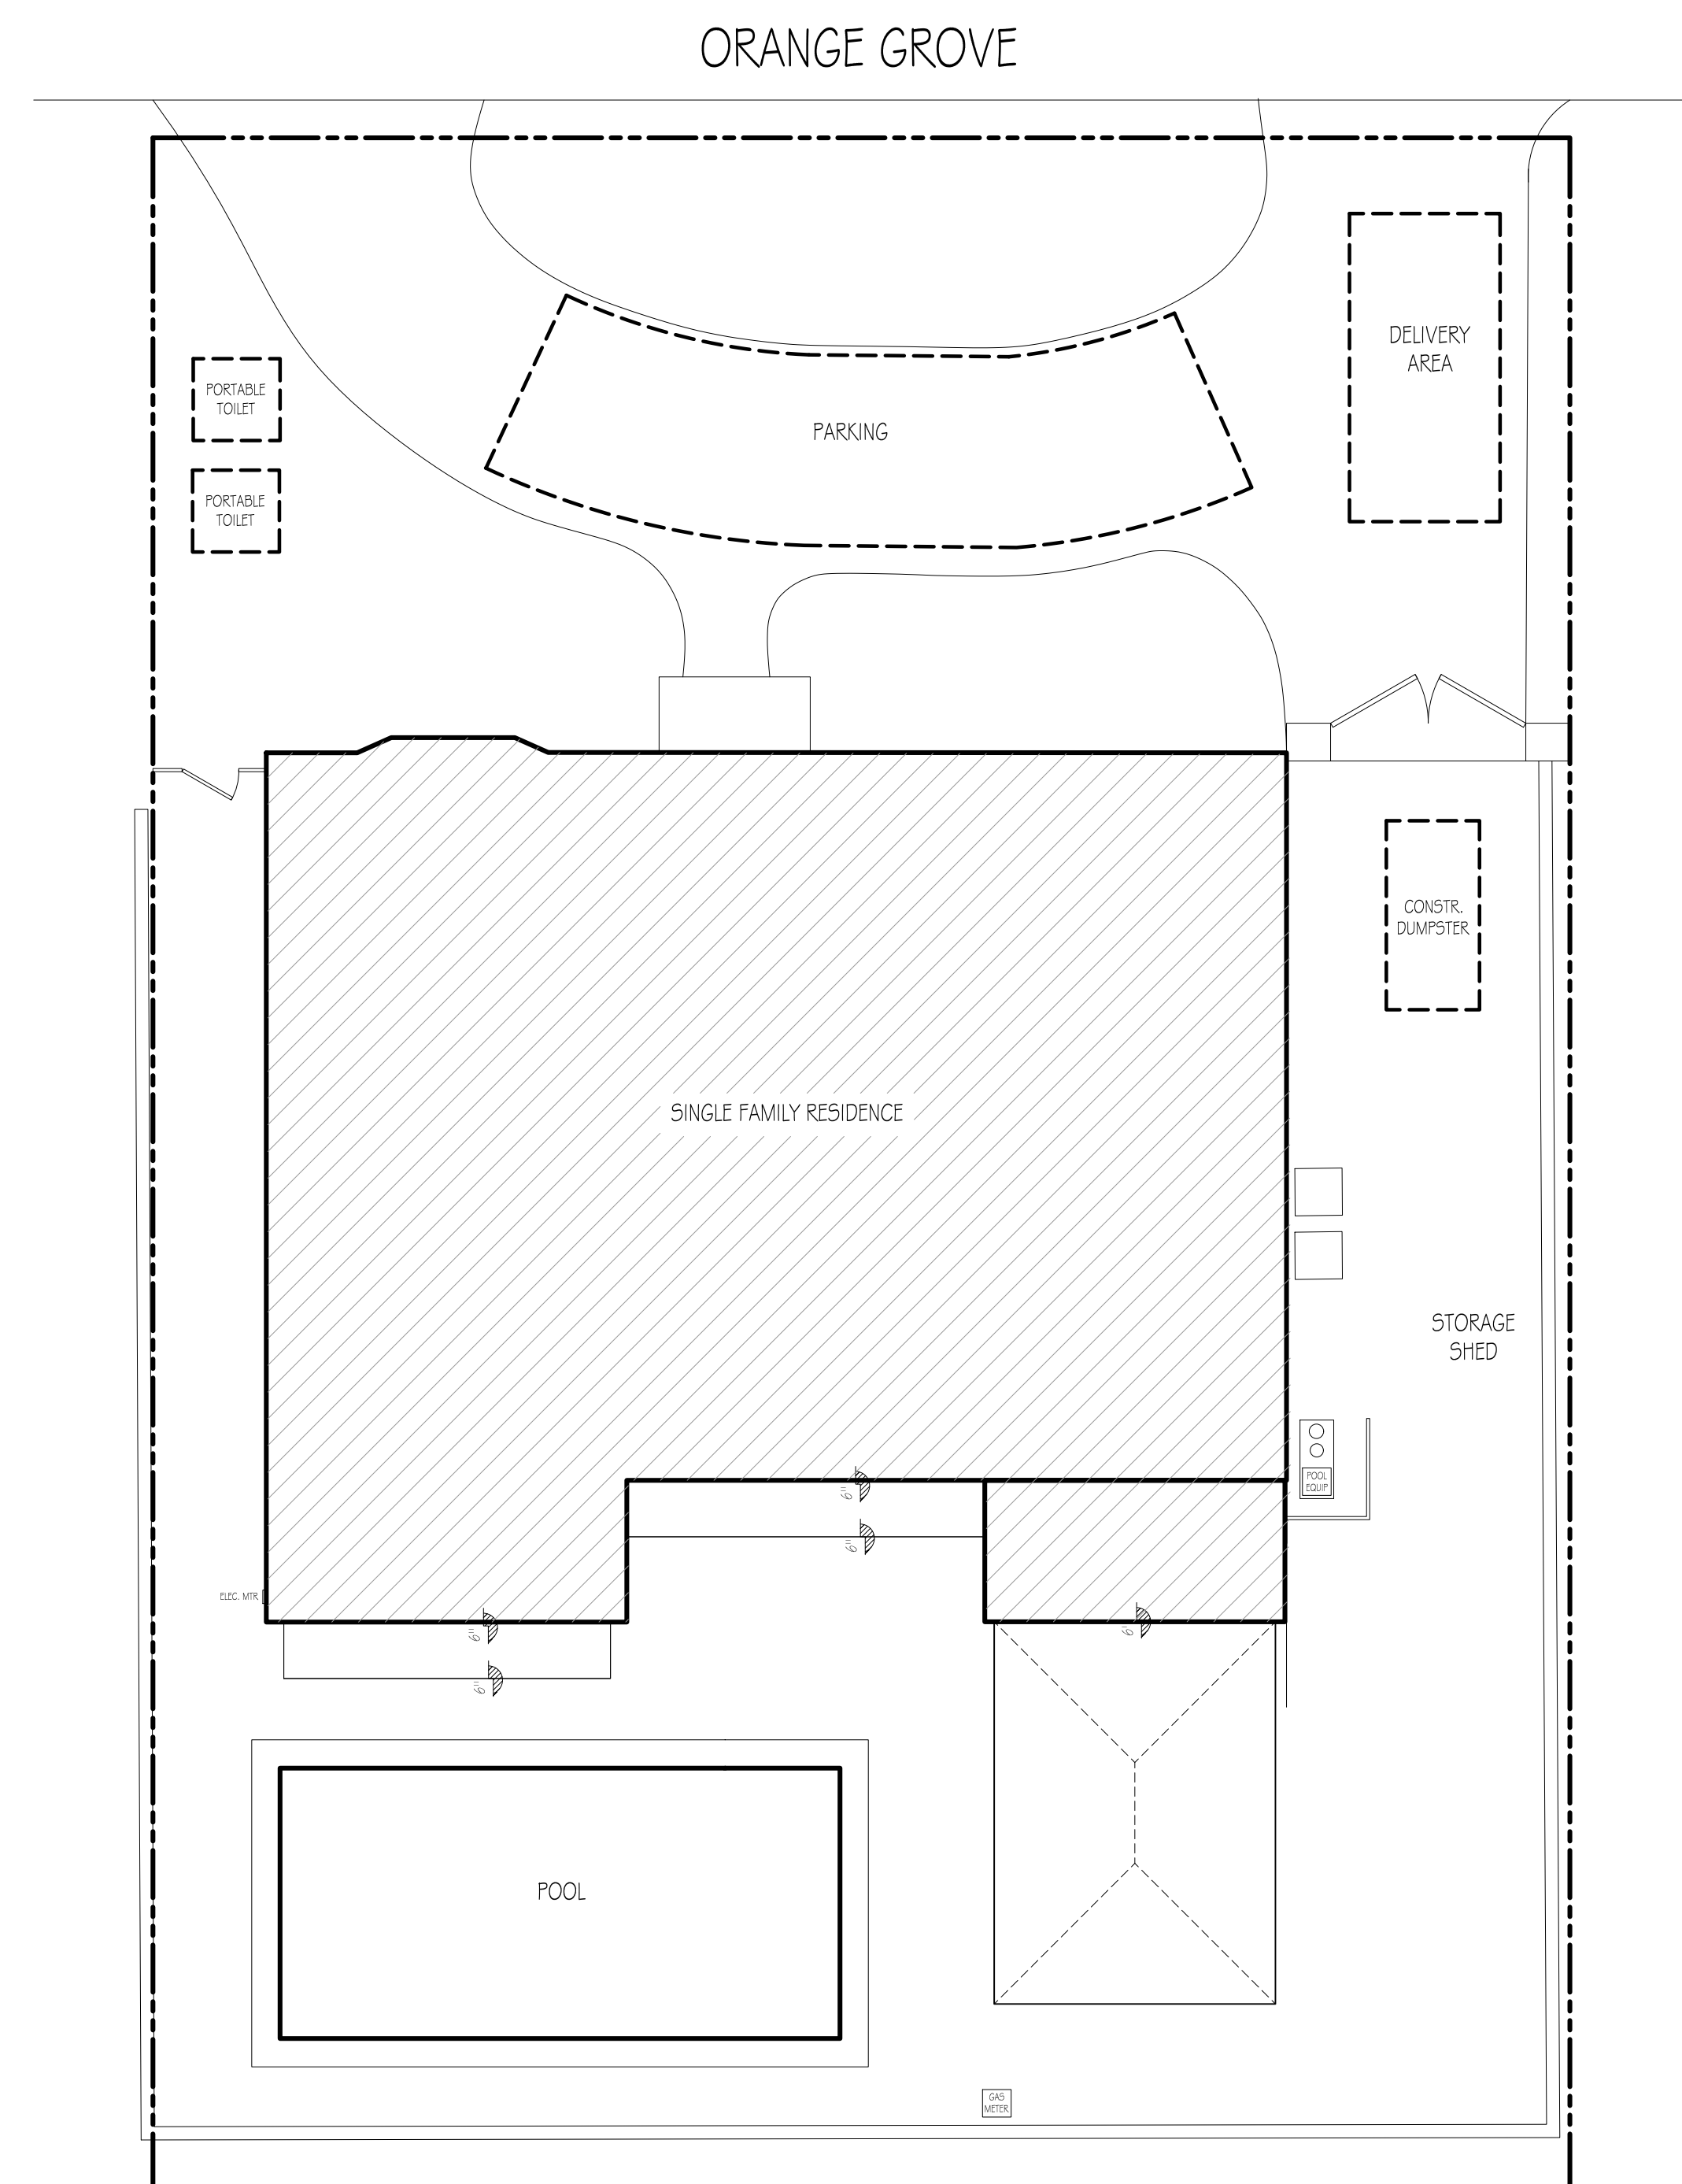 ORANGE GROVE
DELIVERY
AREA
PORTABLE
TOILET
PARKING
PORTABLE
TOILET
CONSTR.
DUMPSTER
SINGLE FAMILY RESIDENCE
STORAGE
SHED
POOL
EQUIP
6"
6"
ELEC. MTR
6"
6"
6"
POOL
GAS
METER